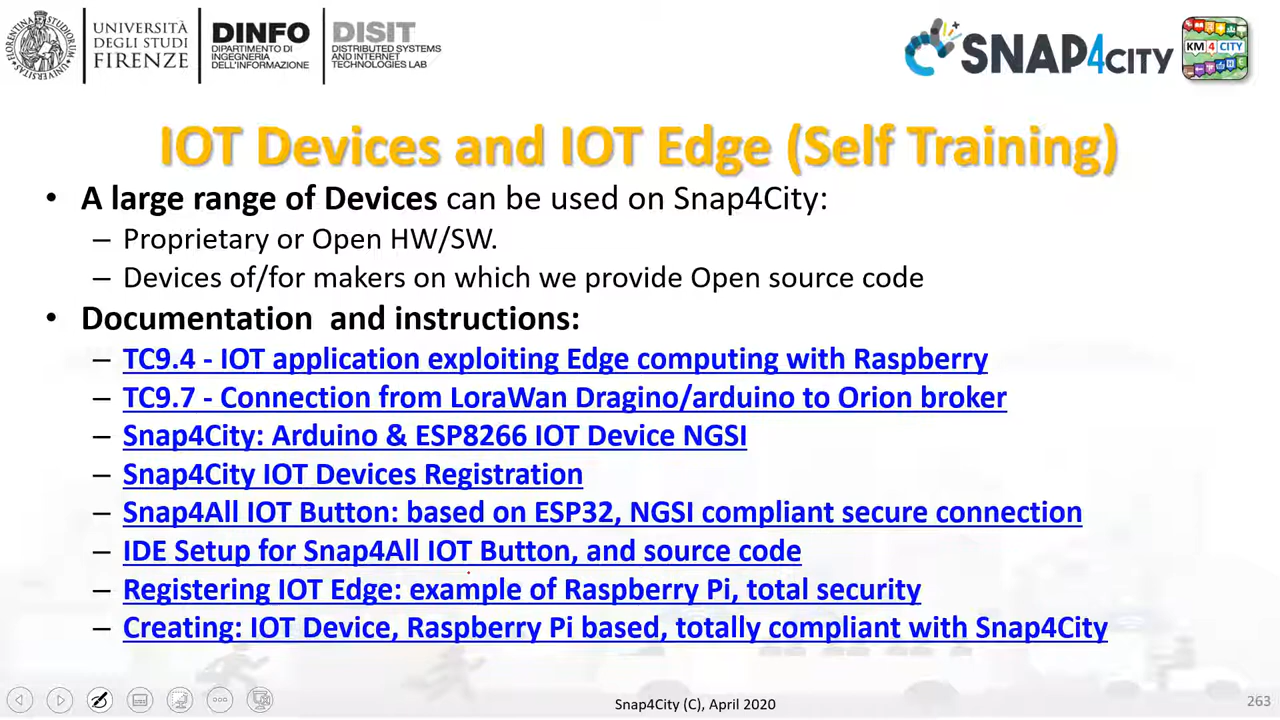 UNIVERSITÀ
DEGLI STUDI
FIRENZE
DINFO
DIPARTIMENTO DI
INGEGNERIA
DELL'INFORMAZIONE
DISIT
DISTRIBUTED SYSTEMS
AND INTERNET
TECHNOLOGIES LAB
SNAP4CITY
KM 4 CITY
IOT Devices and IOT Edge (Self Training)
• A large range of Devices can be used on Snap4City:
– Proprietary or Open HW/SW.
– Devices of/for makers on which we provide Open source code
• Documentation and instructions:
– TC9.4 - IOT application exploiting Edge computing with Raspberry
– TC9.7 - Connection from LoraWan Dragino/arduino to Orion broker
– Snap4City: Arduino & ESP8266 IOT Device NGSI
– Snap4City IOT Devices Registration
– Snap4All IOT Button: based on ESP32, NGSI compliant secure connection
– IDE Setup for Snap4All IOT Button, and source code
– Registering IOT Edge: example of Raspberry Pi, total security
– Creating: IOT Device, Raspberry Pi based, totally compliant with Snap4City
Snap4City (C), April 2020
263